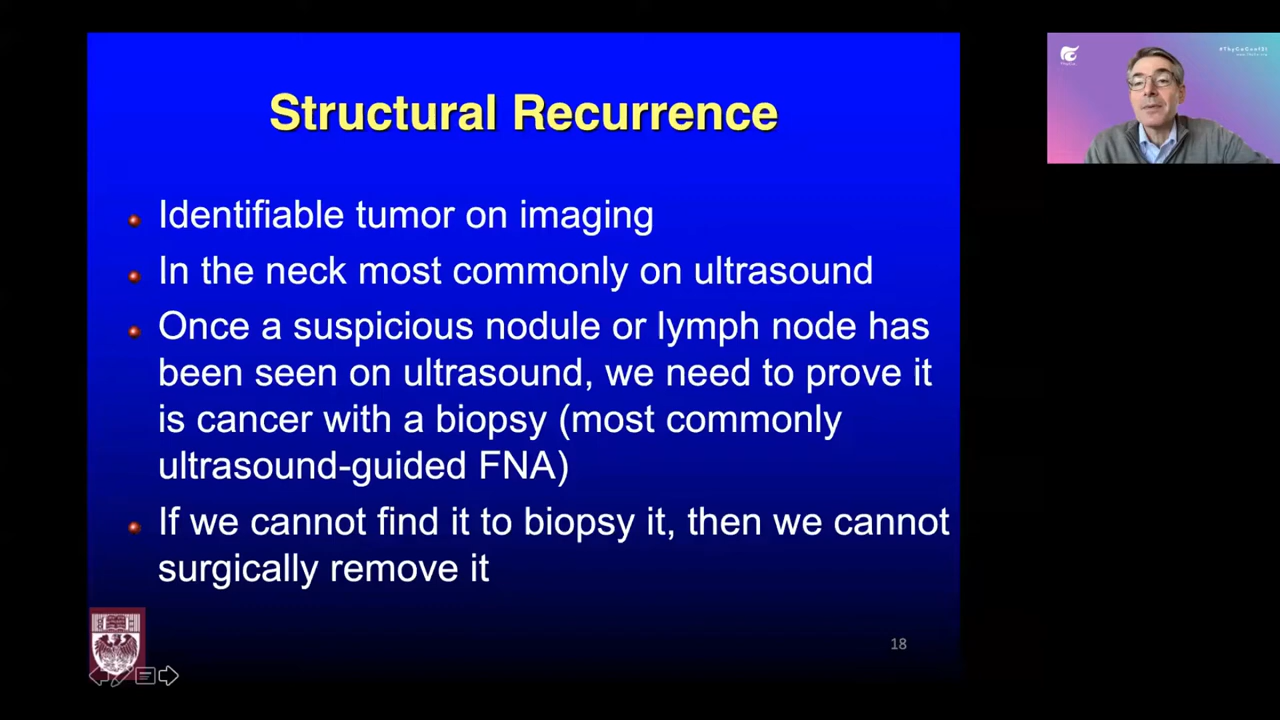 Structural Recurrence
Identifiable tumor on imaging
In the neck most commonly on ultrasound
Once a suspicious nodule or lymph node has
been seen on ultrasound, we need to prove it
is cancer with a biopsy (most commonly
ultrasound-guided FNA)
If we cannot find it to biopsy it, then we cannot
surgically remove it
18